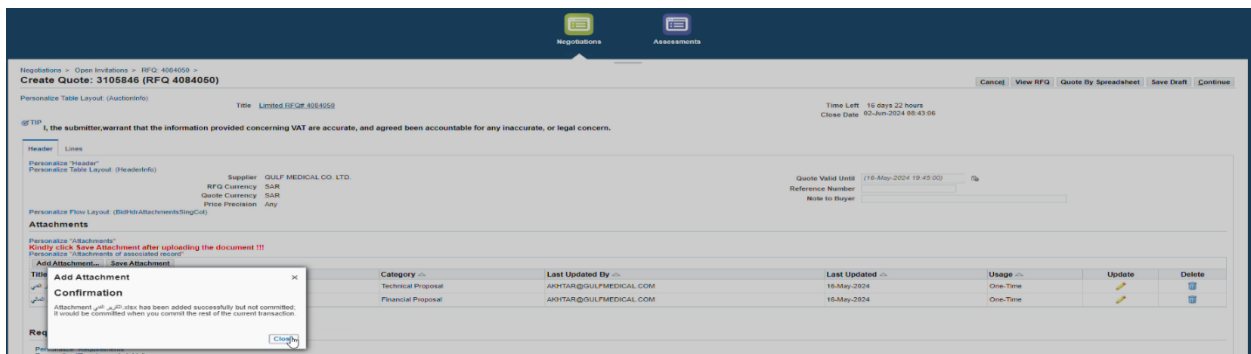 Negotiations
Assessments
Negotiations > Open Invitations > RFQ: 4084050 >
Create Quote: 3105846 (RFQ 4084050)
Cancel View RFQ Quote By Spreadsheet Save Draft Continue
Personalize Table Layout: (AuctionInfo)
Title Limited RFQ# 4084050
Time Left 16 days 22 hours
Close Date 02-Jun-2024 08:43:06
TIP
I, the submitter,warrant that the information provided concerning VAT are accurate, and agreed been accountable for any inaccurate, or legal concern.
Header Lines
Personalize "Header"
Personalize Table Layout: (HeaderInfo)
Supplier GULF MEDICAL CO. LTD.
RFQ Currency SAR
Quote Currency SAR
Price Precision Any
Quote Valid Until (16-May-2024 19:45:00)
Reference Number
Note to Buyer
Personalize Flow Layout: (BidHdrAttachmentsSingCol)
Attachments
Personalize "Attachments"
Kindly click Save Attachment after uploading the document !!!
Personalize "Attachments of associated record"
Add Attachment... Save Attachment
Title Category Last Updated By Last Updated Usage Update Delete
Technical Proposal AKHTAR@GULFMEDICAL.COM 16-May-2024 One-Time
Financial Proposal AKHTAR@GULFMEDICAL.COM 16-May-2024 One-Time
Add Attachment
Confirmation
Attachment xlsx has been added successfully but not committed;
it would be committed when you commit the rest of the current transaction.
Close
Req